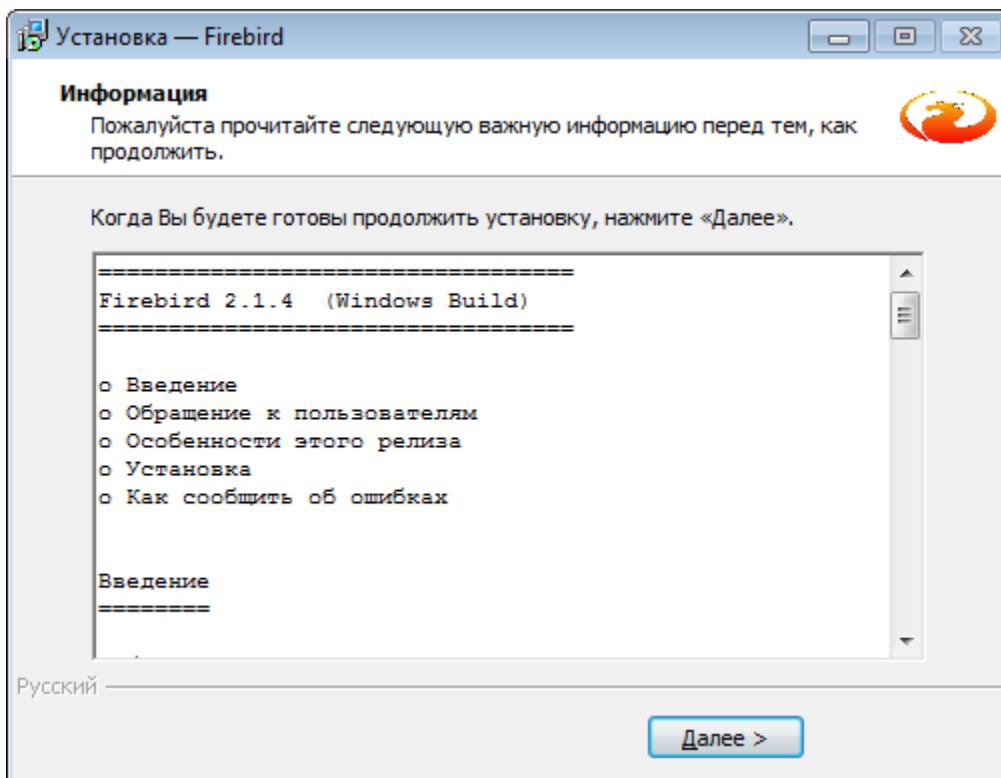 Установка — Firebird
Информация
Пожалуйста прочитайте следующую важную информацию перед тем, как
продолжить.
Когда Вы будете готовы продолжить установку, нажмите «Далее».
==================================
Firebird 2.1.4  (Windows Build)
==================================
o Введение
o Обращение к пользователям
o Особенности этого релиза
o Установка
o Как сообщить об ошибках
Введение
========
Русский
Далее >